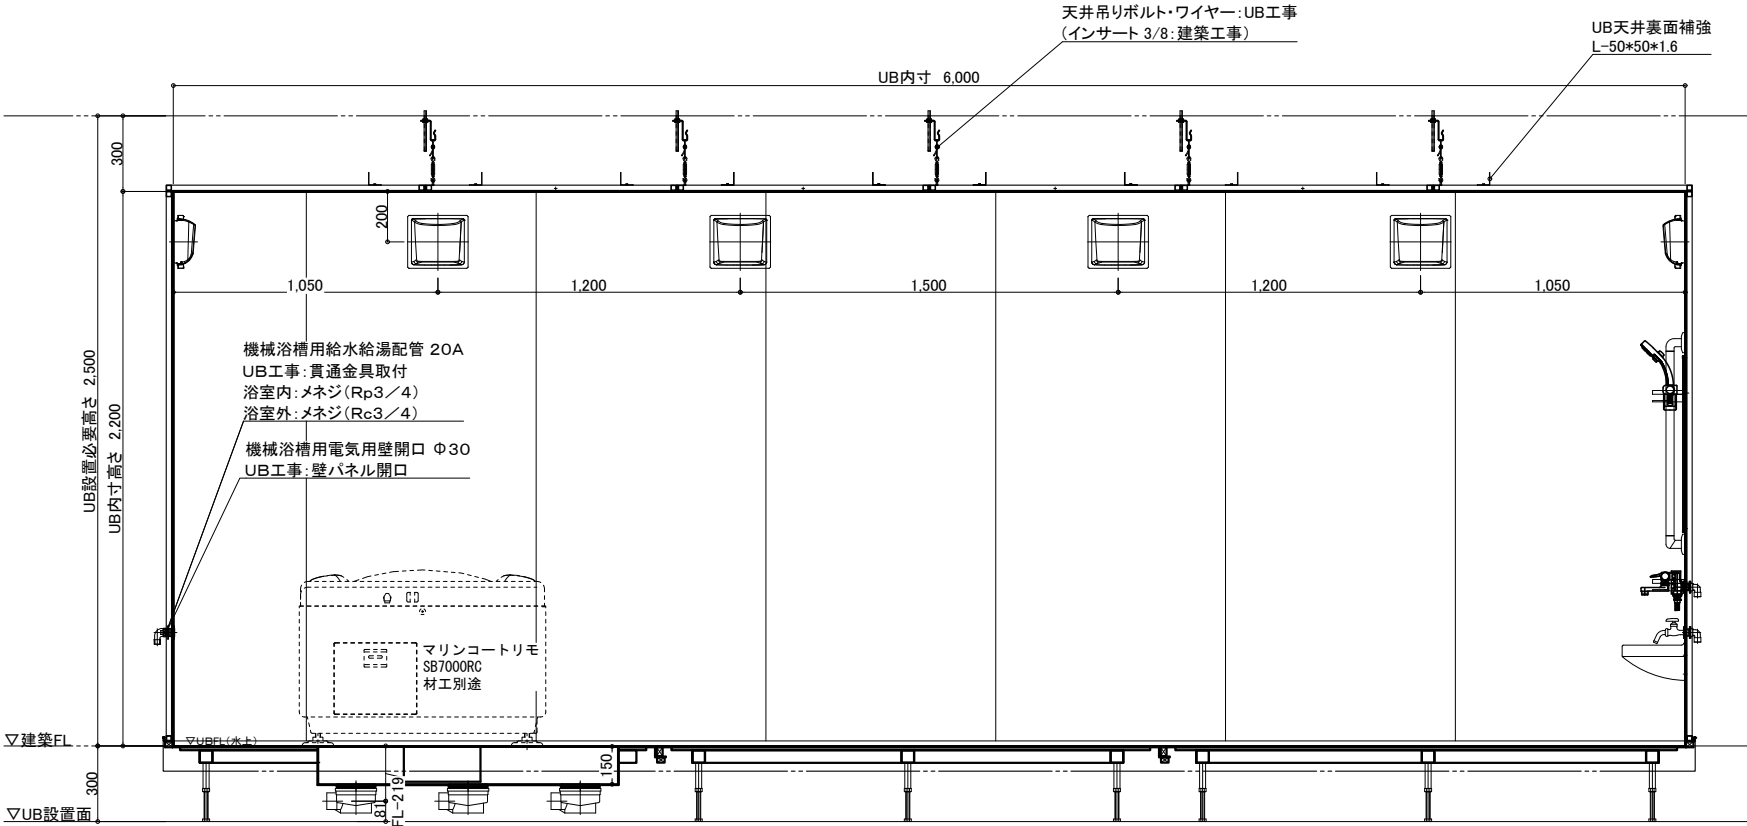 天井吊りボルト・ワイヤー:UB工事
(インサート 3/8:建築工事)
UB天井裏面補強
L-50*50*1.6
UB内寸 6,000
300
200
1,050
1,200
1,500
1,200
1,050
UB設置必要高さ 2,500
UB内寸高さ 2,200
機械浴槽用給水給湯配管 20A
UB工事:貫通金具取付
浴室内:メネジ(Rp3/4)
浴室外:メネジ(Rc3/4)
機械浴槽用電気用壁開口 Φ30
UB工事:壁パネル開口
マリンコートリモ
SB7000RC
材工別途
▽建築FL
▽UBFL(水上)
150
300
81
FL-219
▽UB設置面